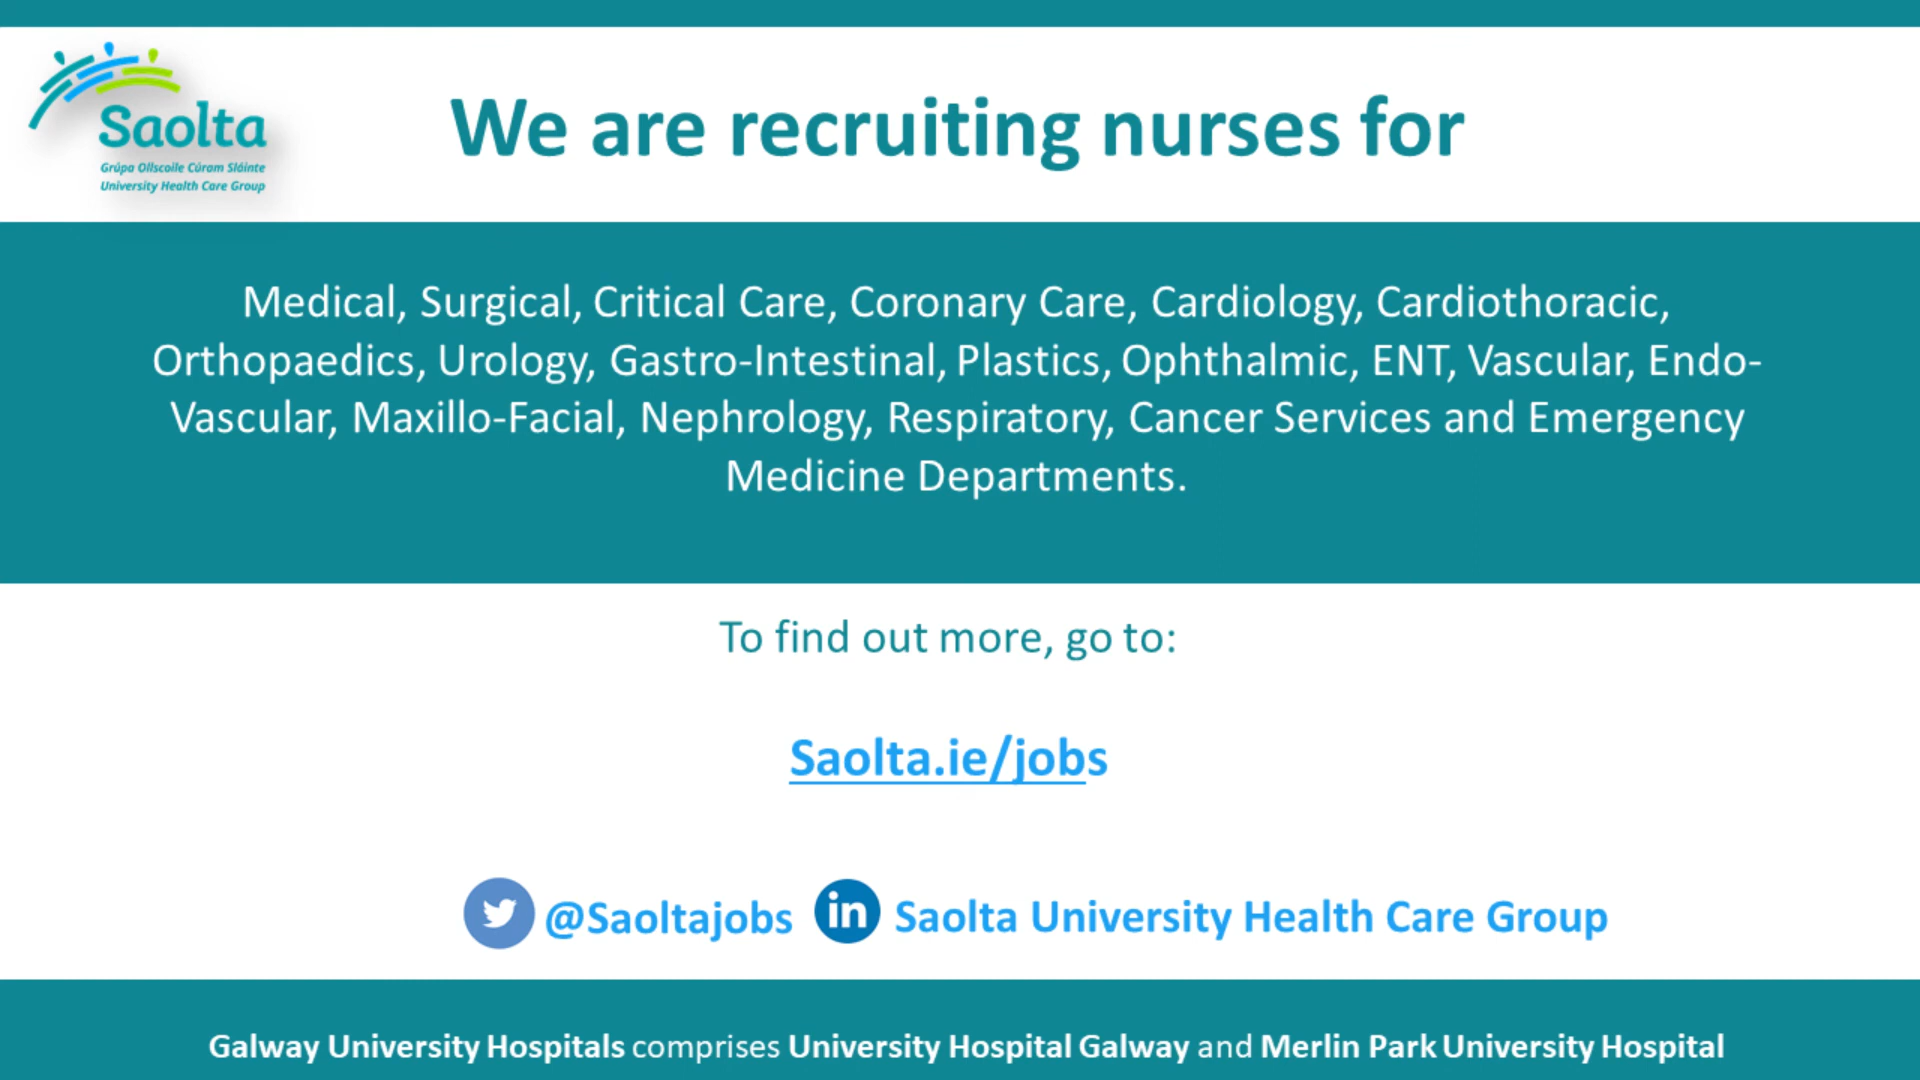 Saolta
Grúpa Ollscoile Cúram Sláinte
University Health Care Group
We are recruiting nurses for
Medical, Surgical, Critical Care, Coronary Care, Cardiology, Cardiothoracic,
Orthopaedics, Urology, Gastro-Intestinal, Plastics, Ophthalmic, ENT, Vascular, Endo-
Vascular, Maxillo-Facial, Nephrology, Respiratory, Cancer Services and Emergency
Medicine Departments.
To find out more, go to:
Saolta.ie/jobs
@Saoltajobs in Saolta University Health Care Group
Galway University Hospitals comprises University Hospital Galway and Merlin Park University Hospital